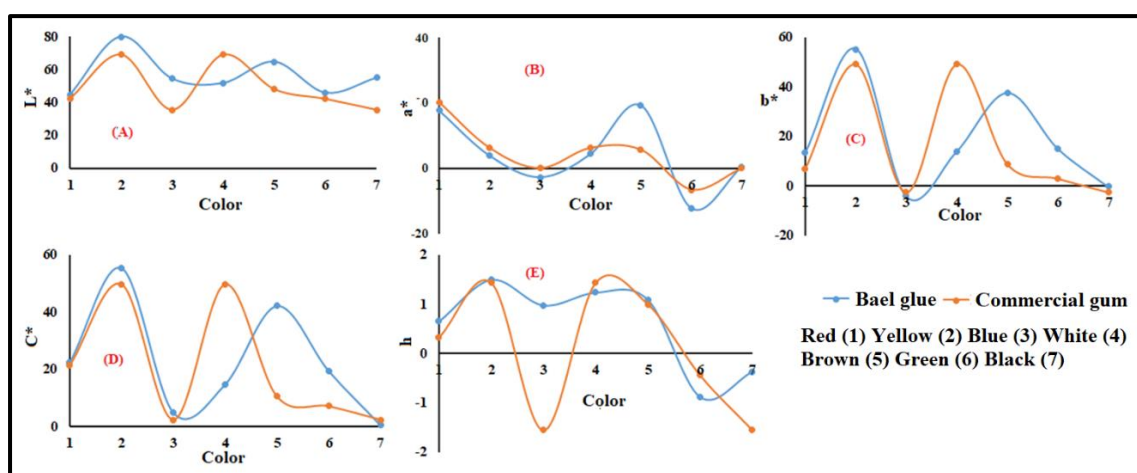 80
60
40
20
0
L*
(A)
1 2 3 4 5 6 7
Color
40
20
0
-20
a*
(B)
1 2 3 4 5 6 7
Color
60
40
20
0
-20
b*
(C)
1 2 3 4 5 6 7
Color
60
40
20
0
C*
(D)
1 2 3 4 5 6 7
Color
2
1
0
-1
-2
h
(E)
1 2 3 4 5 6 7
Color
Bael glue Commercial gum
Red (1) Yellow (2) Blue (3) White (4)
Brown (5) Green (6) Black (7)